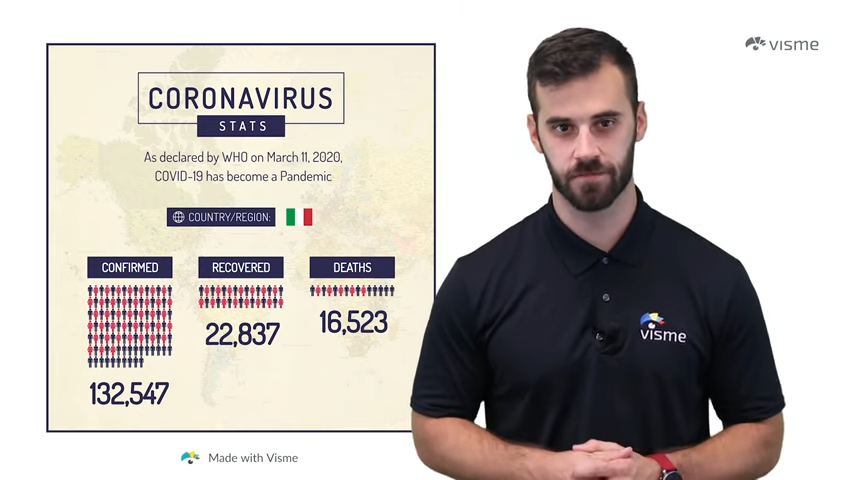 CORONAVIRUS
STATS
As declared by WHO on March 11, 2020,
COVID-19 has become a Pandemic
COUNTRY/REGION:
CONFIRMED
132,547
RECOVERED
22,837
DEATHS
16,523
Made with Visme
visme
visme